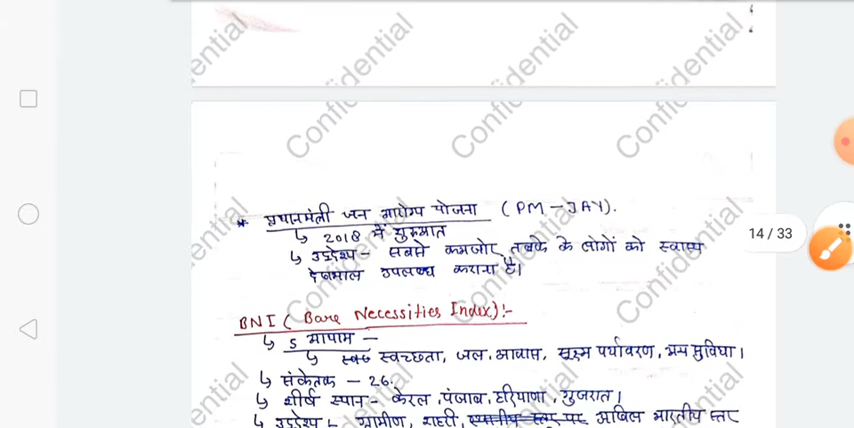 Confidential Confidential Confidential
* प्रधानमंत्री जन आरोग्य योजना (PM-JAY).
↳ 2018 में शुरुआत
↳ उद्देश्य - सबसे कमजोर तबके के लोगों को स्वास्थ्य
देखभाल उपलब्ध कराना है।
14 / 33
BNI (Bare Necessities Index):-
↳ 5 आयाम -
↳ स्वच्छता, जल, आवास, सूक्ष्म पर्यावरण, अन्य सुविधा।
↳ संकेतक - 26.
↳ शीर्ष स्थान - केरल, पंजाब, हरियाणा, गुजरात।
↳ उद्देश्य - ग्रामीण, शहरी, स्थानीय स्तर पर अखिल भारतीय स्तर